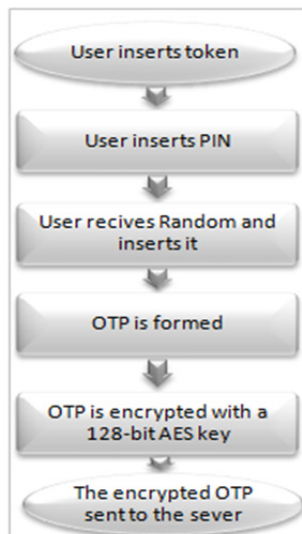 User inserts token
User inserts PIN
User recives Random and
inserts it
OTP is formed
OTP is encrypted with a
128-bit AES key
The encrypted OTP
sent to the sever